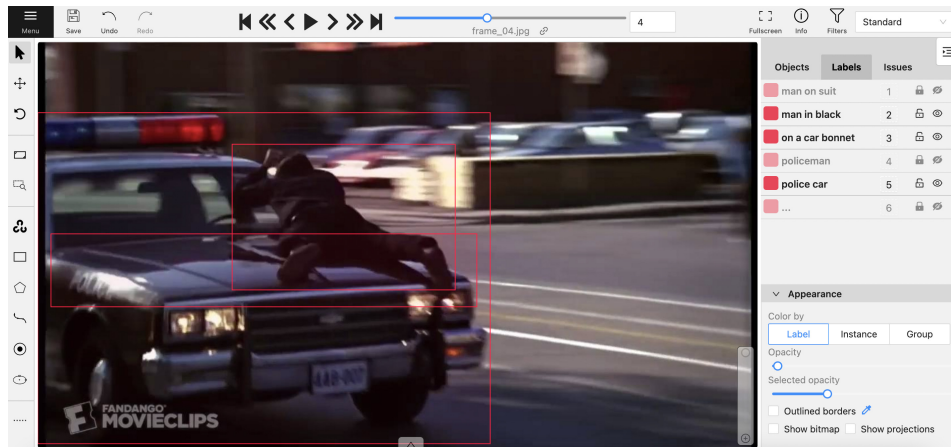 Menu
Save
Undo
Redo
frame_04.jpg
4
Fullscreen
Info
Filters
Standard
Objects Labels Issues
man on suit 1
man in black 2
on a car bonnet 3
policeman 4
police car 5
... 6
Appearance
Color by
Label Instance Group
Opacity
Selected opacity
Outlined borders
Show bitmap Show projections
FANDANGO
MOVIECLIPS